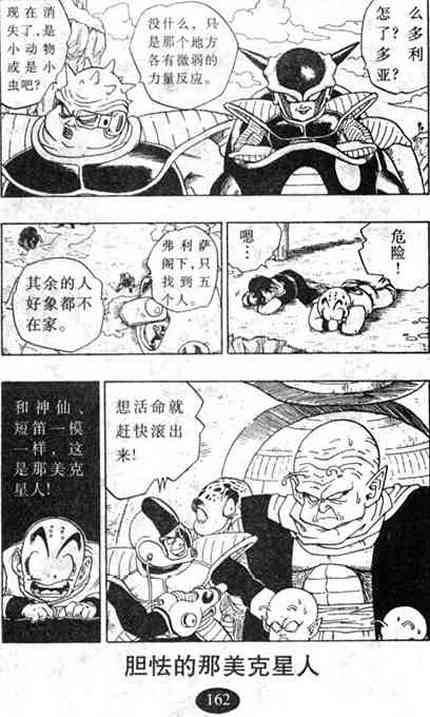 怎么
了?多
多利
亚?
没什么，只
是那个地方
各有微弱的
力量反应。
现在消
失了，是
小动物
或是小
虫吧?
危
险!
嗯
…
弗利萨
阁下，只
找到五
个人。
其余的人
好象都不
在家。
想活命就
赶快滚出
来!
和神仙、
短笛一模
一样，这
是那美克
星人!
胆怯的那美克星人
162